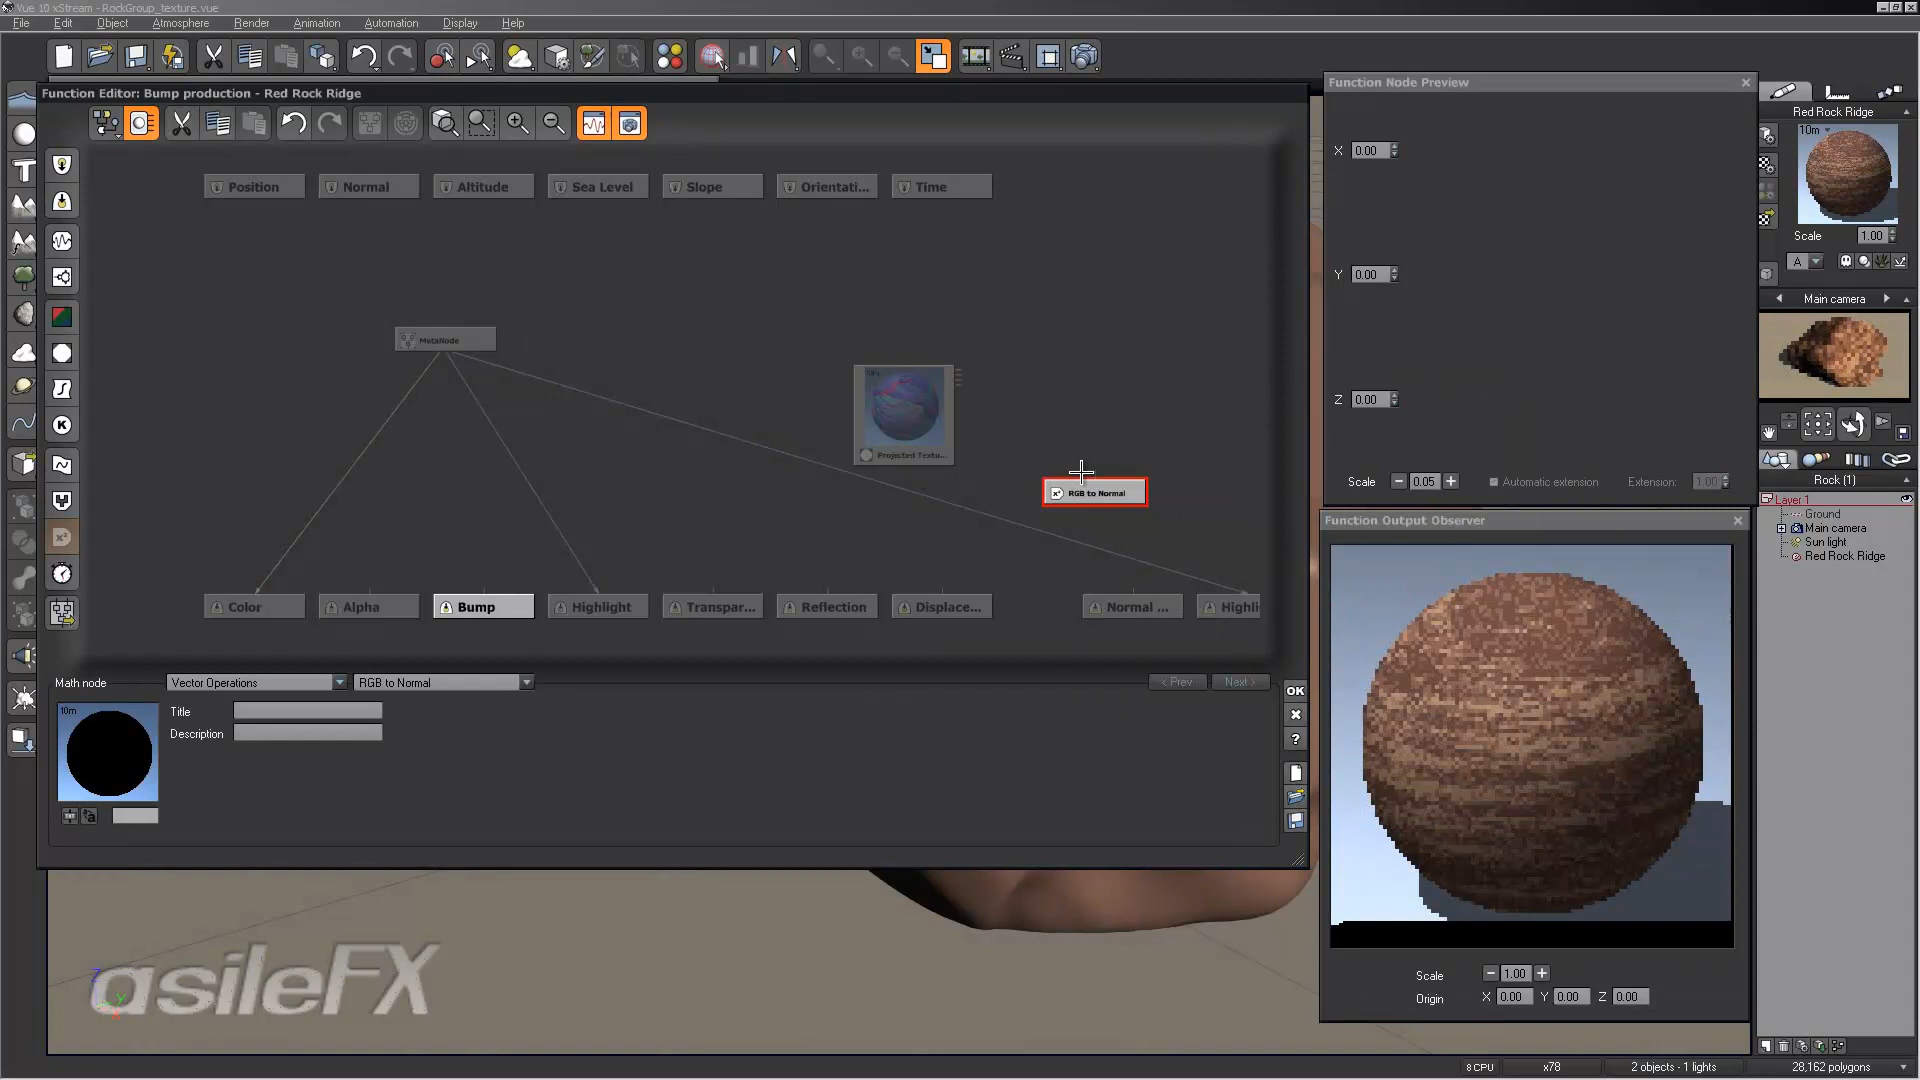 Vue 10 xStream - RockGroup_texture.vue
File Edit Object Atmosphere Render Animation Automation Display Help
Function Editor: Bump production - Red Rock Ridge
Position Normal Altitude Sea Level Slope Orientati... Time
MetaNode
10m
Projected Textu...
RGB to Normal
Color Alpha Bump Highlight Transpar... Reflection Displace... Normal ... Highli
Math node Vector Operations RGB to Normal < Prev Next >
10m
Title
Description
OK
Function Node Preview
X 0.00
Y 0.00
Z 0.00
Scale 0.05 Automatic extension Extension: 1.00
Function Output Observer
Scale 1.00
Origin X 0.00 Y 0.00 Z 0.00
Red Rock Ridge
10m
Scale 1.00
A
Main camera
Rock (1)
Layer 1
Ground
Main camera
Sun light
Red Rock Ridge
asileFX
Z
Y
X
8 CPU x78 2 objects - 1 lights 28,162 polygons